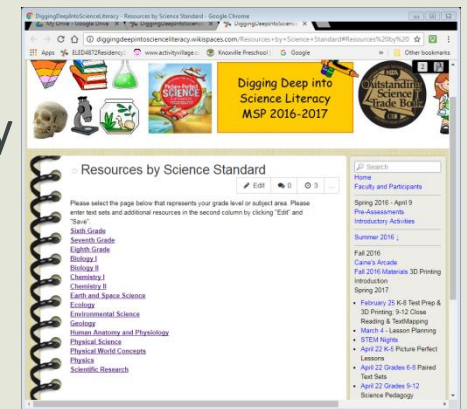 DiggingDeepIntoScienceLiteracy - Resources by Science Standard - Google Chrome
My Drive - Google Drive
DiggingDeepIntoScienc
DiggingDeepIntoScienc
diggingdeepintoscienceliteracy.wikispaces.com/Resources+by+Science+Standard#Resources%20by%20
Apps
ELED4872Residency:
www.activityvillage.c
Knoxville Preschool
Google
Other bookmarks
y
Picture-Perfect
SCIENCE
Digging Deep into
Science Literacy
MSP 2016-2017
Outstanding
Science
Trade Bo
2
Resources by Science Standard
Edit
0
3
...
Please select the page below that represents your grade level or subject area. Please
enter text sets and additional resources in the second column by clicking "Edit" and
"Save".
Sixth Grade
Seventh Grade
Eighth Grade
Biology I
Biology II
Chemistry I
Chemistry II
Earth and Space Science
Ecology
Environmental Science
Geology
Human Anatomy and Physiology
Physical Science
Physical World Concepts
Physics
Scientific Research
Search
Home
Faculty and Participants
Spring 2016 - April 9
Pre-Assessments
Introductory Activities
Summer 2016 ↓
Fall 2016
Caine's Arcade
Fall 2016 Materials 3D Printing
Introduction
Spring 2017
• February 25 K-8 Test Prep &
3D Printing; 9-12 Close
Reading & TextMapping
• March 4 - Lesson Planning
• STEM Nights
• April 22 K-5 Picture Perfect
Lessons
• April 22 Grades 6-8 Paired
Text Sets
• April 22 Grades 9-12
Science Pedagogy